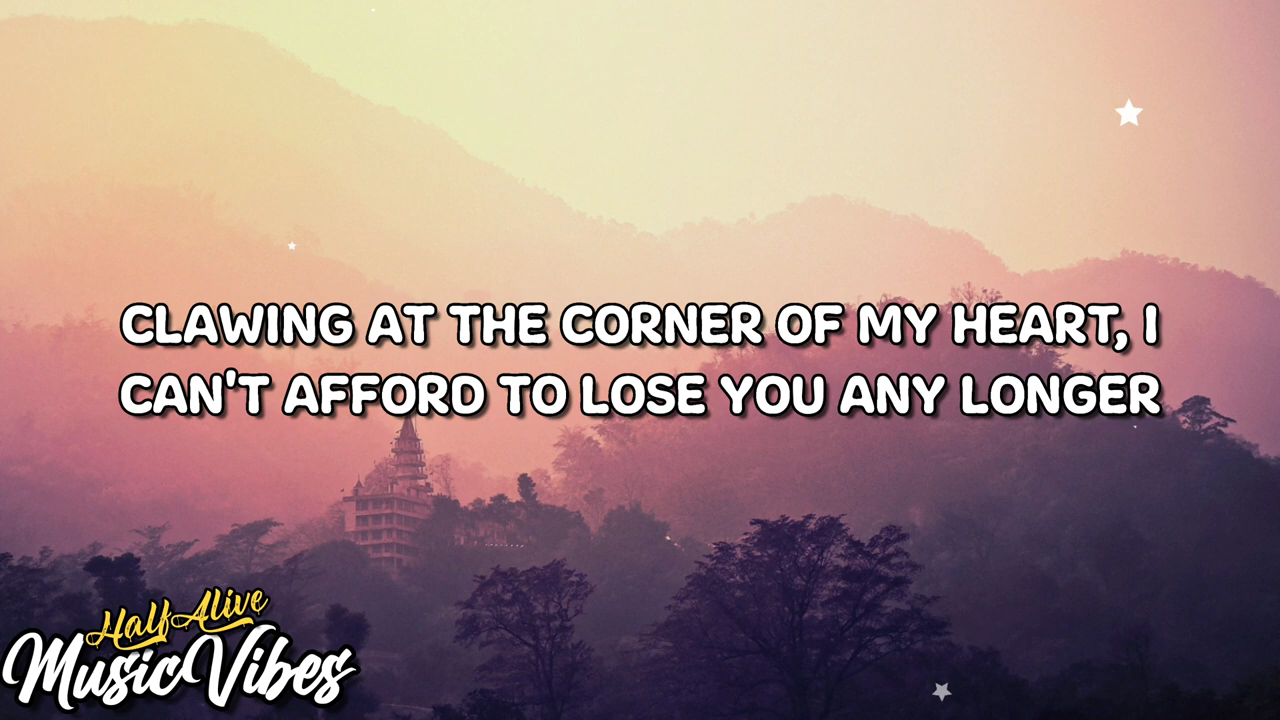 CLAWING AT THE CORNER OF MY HEART, I
CAN'T AFFORD TO LOSE YOU ANY LONGER
Half Alive
Music Vibes